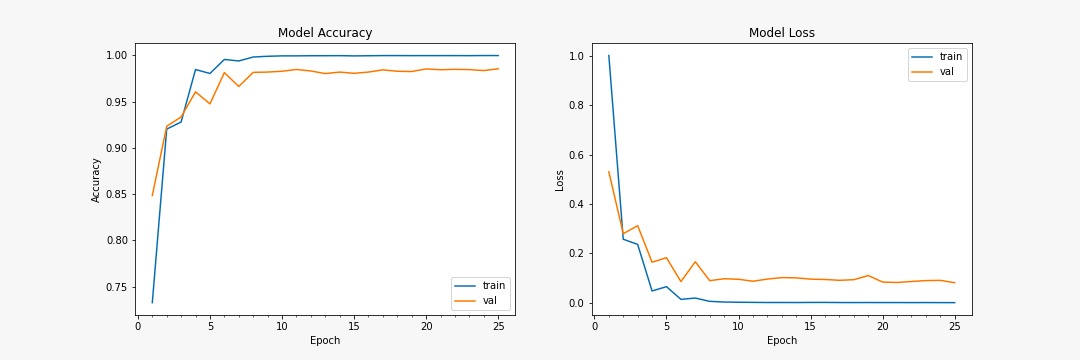 Model Accuracy
1.00
0.95
0.90
0.85
0.80
0.75
Accuracy
train
val
0 5 10 15 20 25
Epoch
Model Loss
1.0
0.8
0.6
0.4
0.2
0.0
Loss
train
val
0 5 10 15 20 25
Epoch